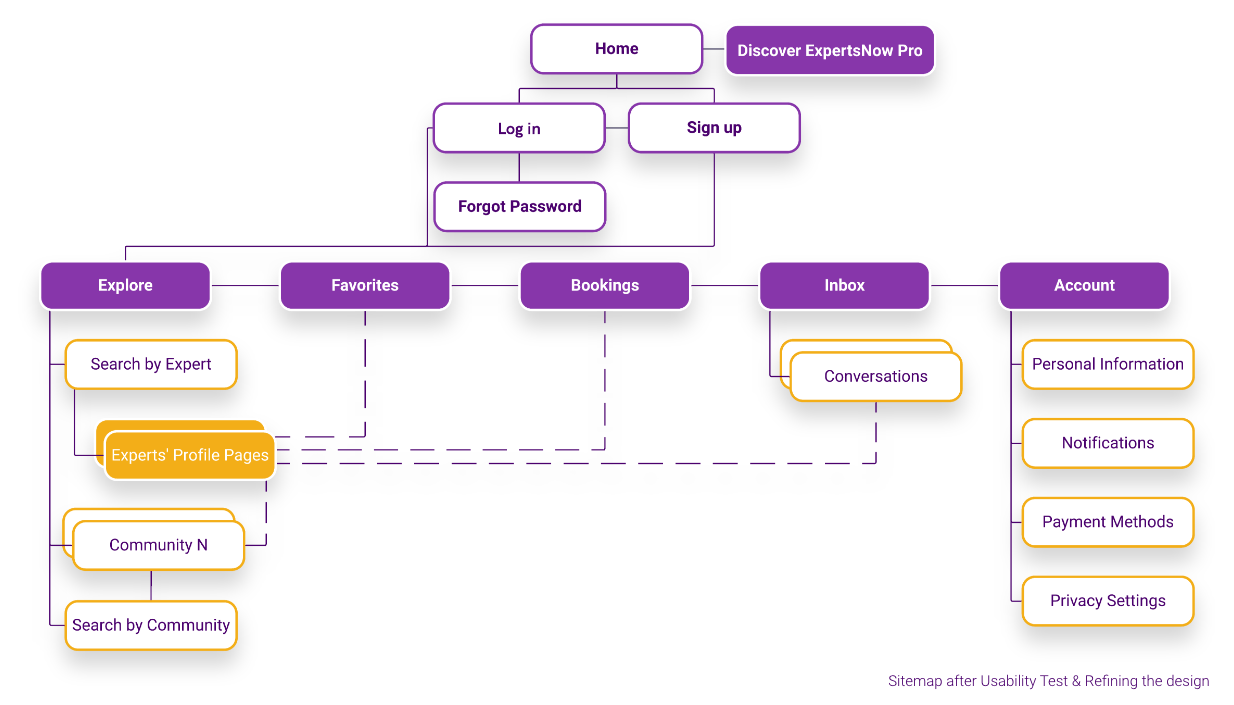 Home
Discover ExpertsNow Pro
Log in
Sign up
Forgot Password
Explore
Favorites
Bookings
Inbox
Account
Search by Expert
Personal Information
Conversations
Notifications
Experts' Profile Pages
Payment Methods
Community N
Privacy Settings
Search by Community
Sitemap after Usability Test & Refining the design